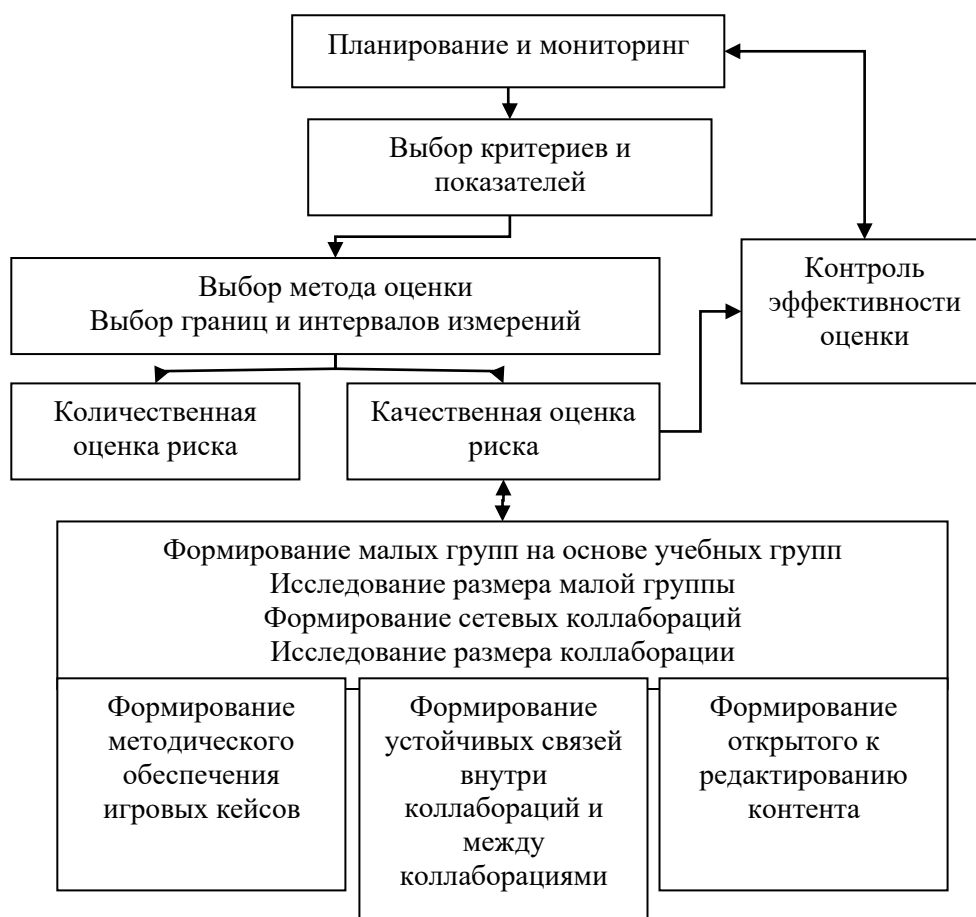 Планирование и мониторинг
Выбор критериев и
показателей
Выбор метода оценки
Выбор границ и интервалов измерений
Контроль
эффективности
оценки
Количественная
оценка риска
Качественная оценка
риска
Формирование малых групп на основе учебных групп
Исследование размера малой группы
Формирование сетевых коллабораций
Исследование размера коллаборации
Формирование
методического
обеспечения
игровых кейсов
Формирование
устойчивых связей
внутри
коллабораций и
между
коллаборациями
Формирование
открытого к
редактированию
контента